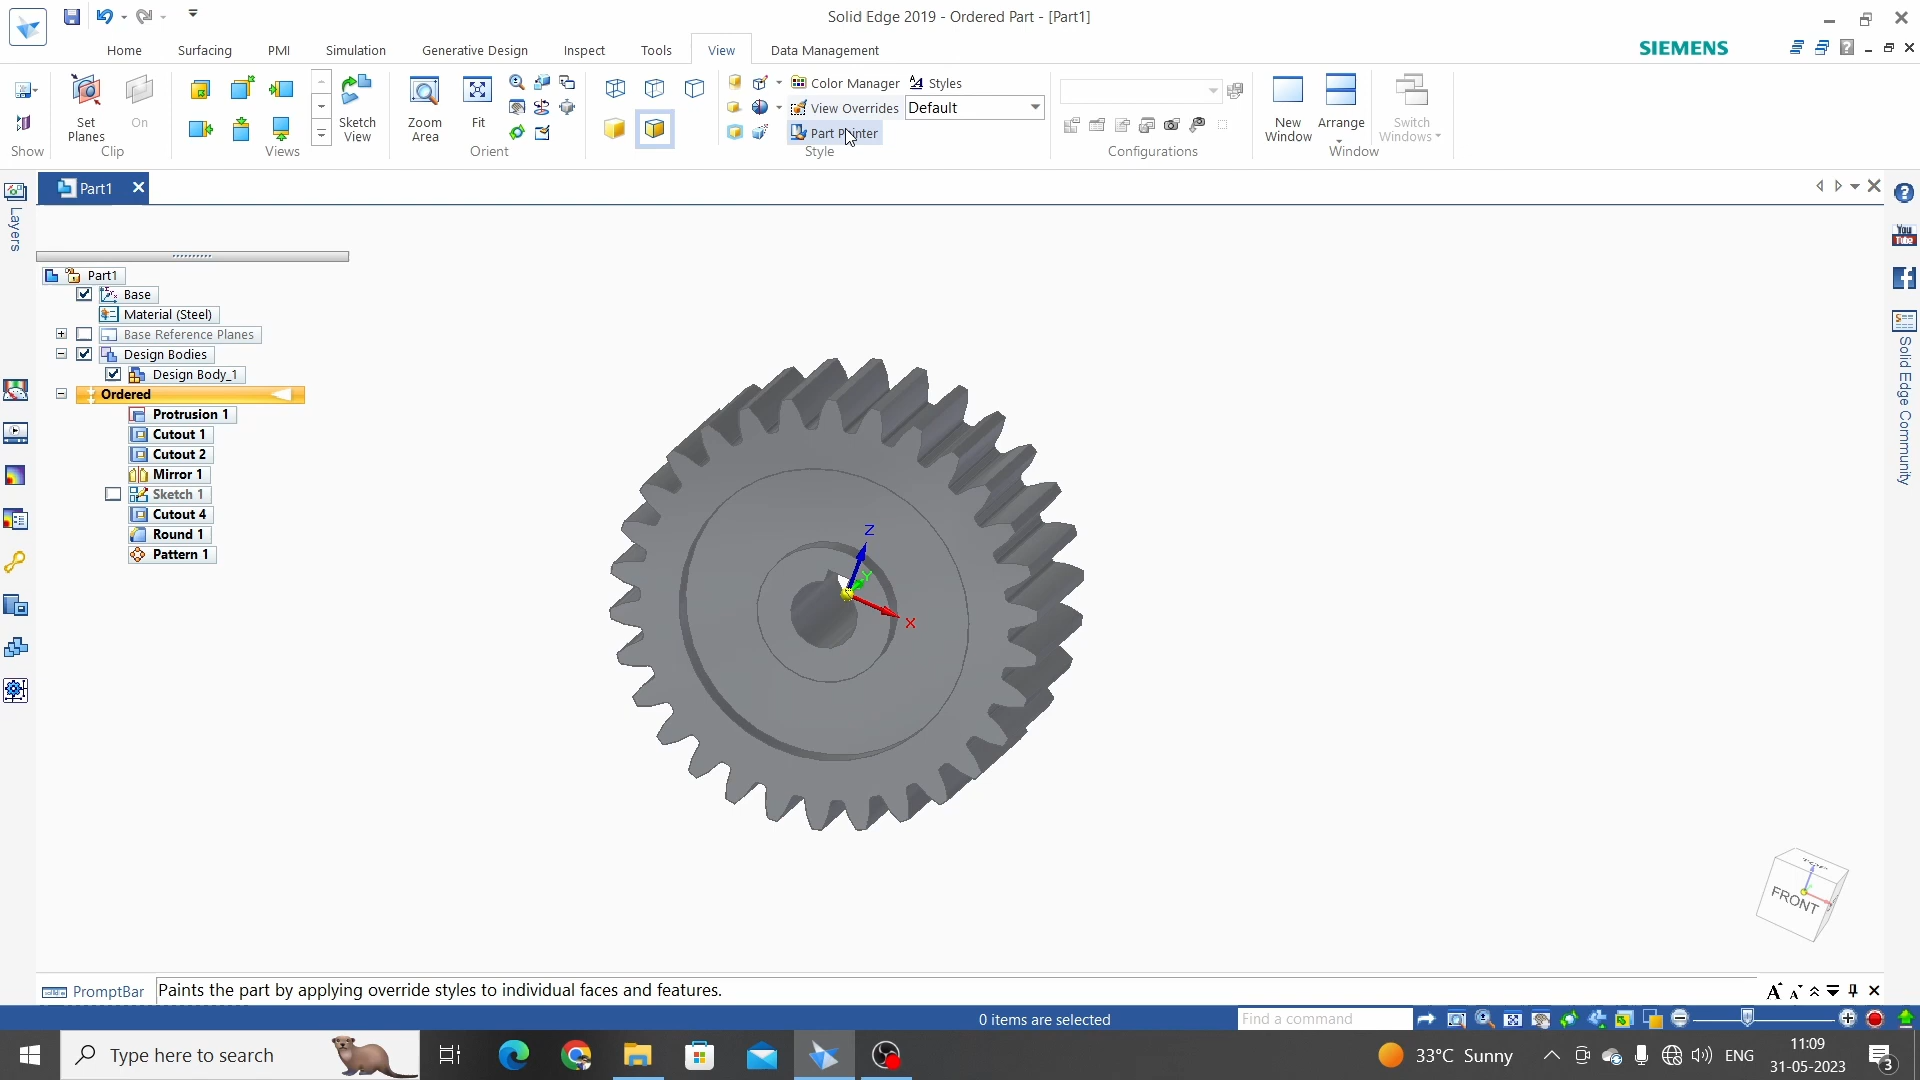 Solid Edge 2019 - Ordered Part - [Part1]
Home
Surfacing
PMI
Simulation
Generative Design
Inspect
Tools
View
Data Management
SIEMENS
Set Planes
On
Sketch View
Zoom Area
Fit
Color Manager
Styles
View Overrides
Default
Part Painter
New Window
Arrange
Switch Windows
Show
Clip
Views
Orient
Style
Configurations
Window
Part1
Layers
You Tube
Solid Edge Community
Part1
Base
Material (Steel)
Base Reference Planes
Design Bodies
Design Body_1
Ordered
Protrusion 1
Cutout 1
Cutout 2
Mirror 1
Sketch 1
Cutout 4
Round 1
Pattern 1
Z
Y
X
TOP
FRONT
PromptBar
Paints the part by applying override styles to individual faces and features.
0 items are selected
Find a command
Type here to search
33°C Sunny
ENG
11:09
31-05-2023
3